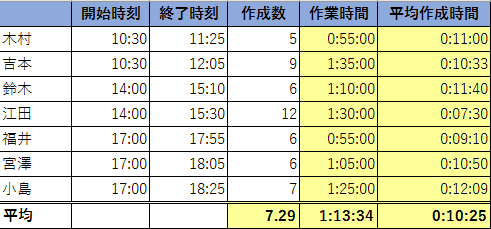 開始時刻 終了時刻 作成数 作業時間 平均作成時間
木村 10:30 11:25 5 0:55:00 0:11:00
吉本 10:30 12:05 9 1:35:00 0:10:33
鈴木 14:00 15:10 6 1:10:00 0:11:40
江田 14:00 15:30 12 1:30:00 0:07:30
福井 17:00 17:55 6 0:55:00 0:09:10
宮澤 17:00 18:05 6 1:05:00 0:10:50
小島 17:00 18:25 7 1:25:00 0:12:09
平均 7.29 1:13:34 0:10:25